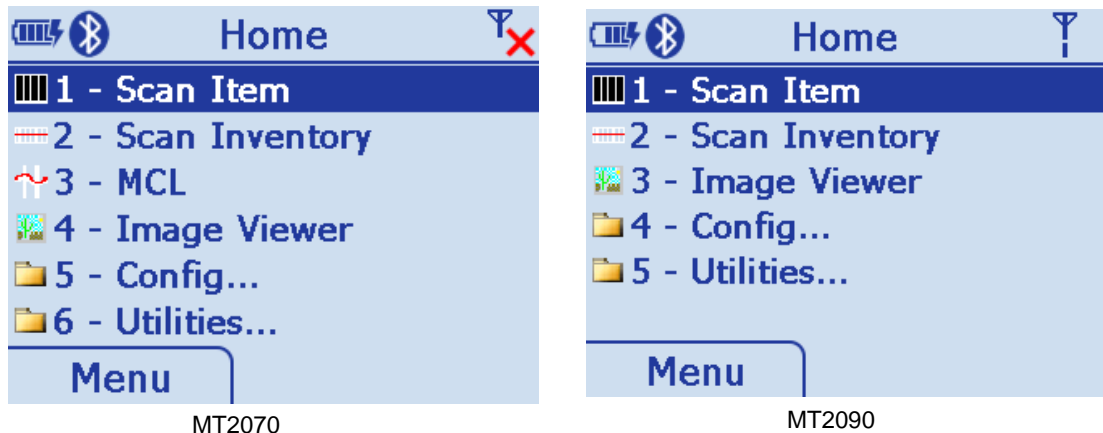 Home
1 - Scan Item
2 - Scan Inventory
3 - MCL
4 - Image Viewer
5 - Config...
6 - Utilities...
Menu
MT2070
Home
1 - Scan Item
2 - Scan Inventory
3 - Image Viewer
4 - Config...
5 - Utilities...
Menu
MT2090